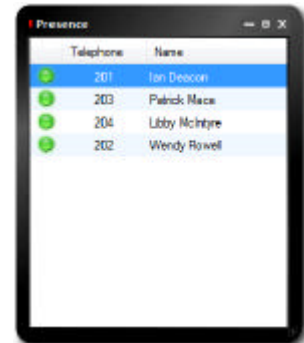 Presence
Telephone Name
201 Ian Deacon
203 Patrick Mace
204 Libby McIntyre
202 Wendy Rowell